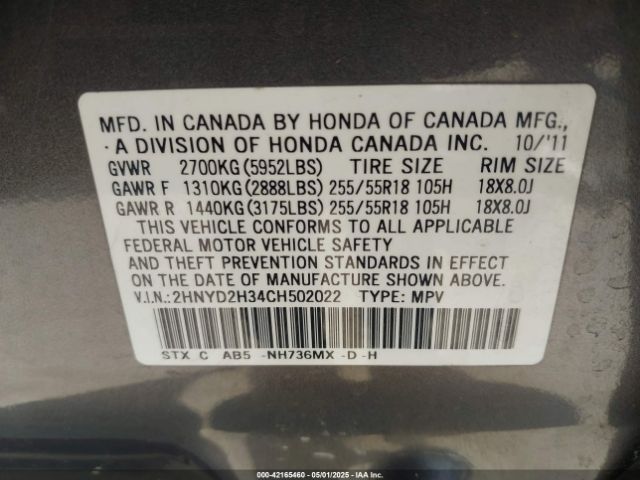 MFD. IN CANADA BY HONDA OF CANADA MFG.,
A DIVISION OF HONDA CANADA INC. 10/'11
GVWR 2700KG(5952LBS) TIRE SIZE RIM SIZE
GAWR F 1310KG(2888LBS) 255/55R18 105H 18X8.0J
GAWR R 1440KG(3175LBS) 255/55R18 105H 18X8.0J
THIS VEHICLE CONFORMS TO ALL APPLICABLE
FEDERAL MOTOR VEHICLE SAFETY
AND THEFT PREVENTION STANDARDS IN EFFECT
ON THE DATE OF MANUFACTURE SHOWN ABOVE.
V.I.N.:2HNYD2H34CH502022 TYPE: MPV
STX C AB5 -NH736MX -D -H
000-42165460 - 05/01/2025 - IAA Inc.